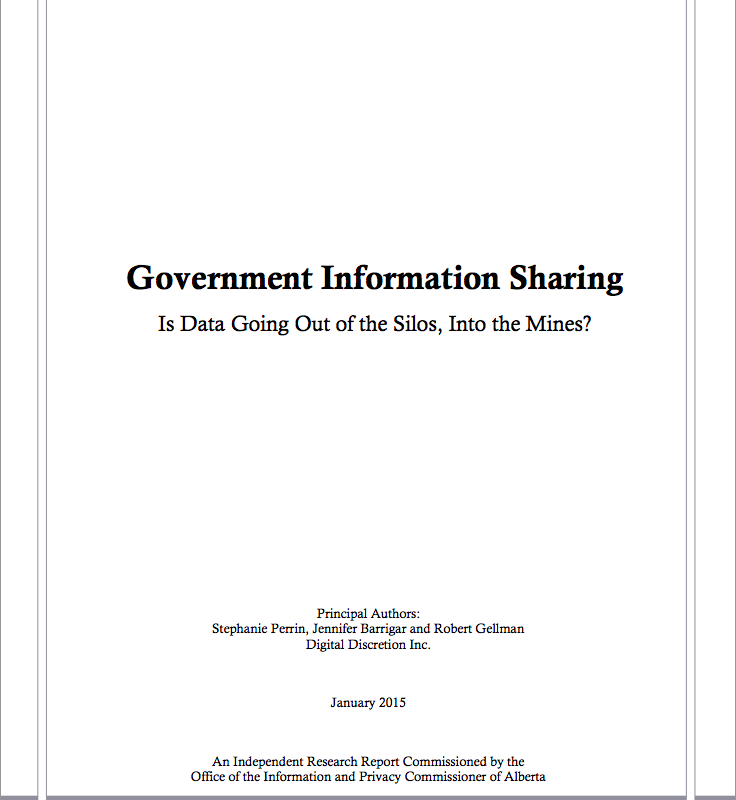 Government Information Sharing
Is Data Going Out of the Silos, Into the Mines?
Principal Authors:
Stephanie Perrin, Jennifer Barrigar and Robert Gellman
Digital Discretion Inc.
January 2015
An Independent Research Report Commissioned by the
Office of the Information and Privacy Commissioner of Alberta